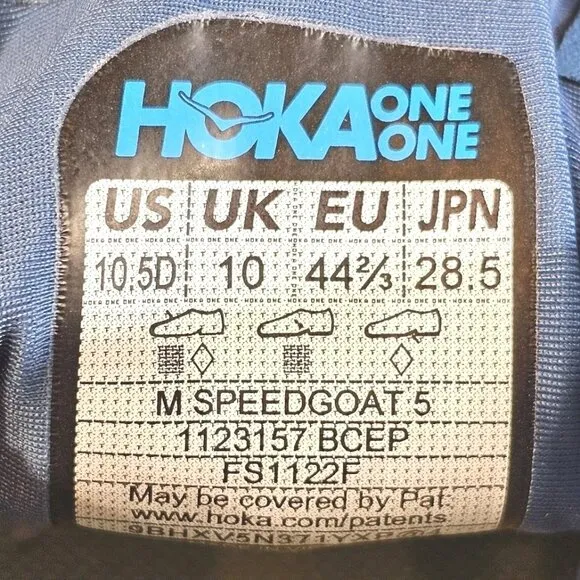 HOKA ONE ONE
US UK EU JPN
10.5D 10 44⅔ 28.5
M SPEEDGOAT 5
1123157 BCEP
FS1122F
May be covered by Pat
www.hoka.com/patents